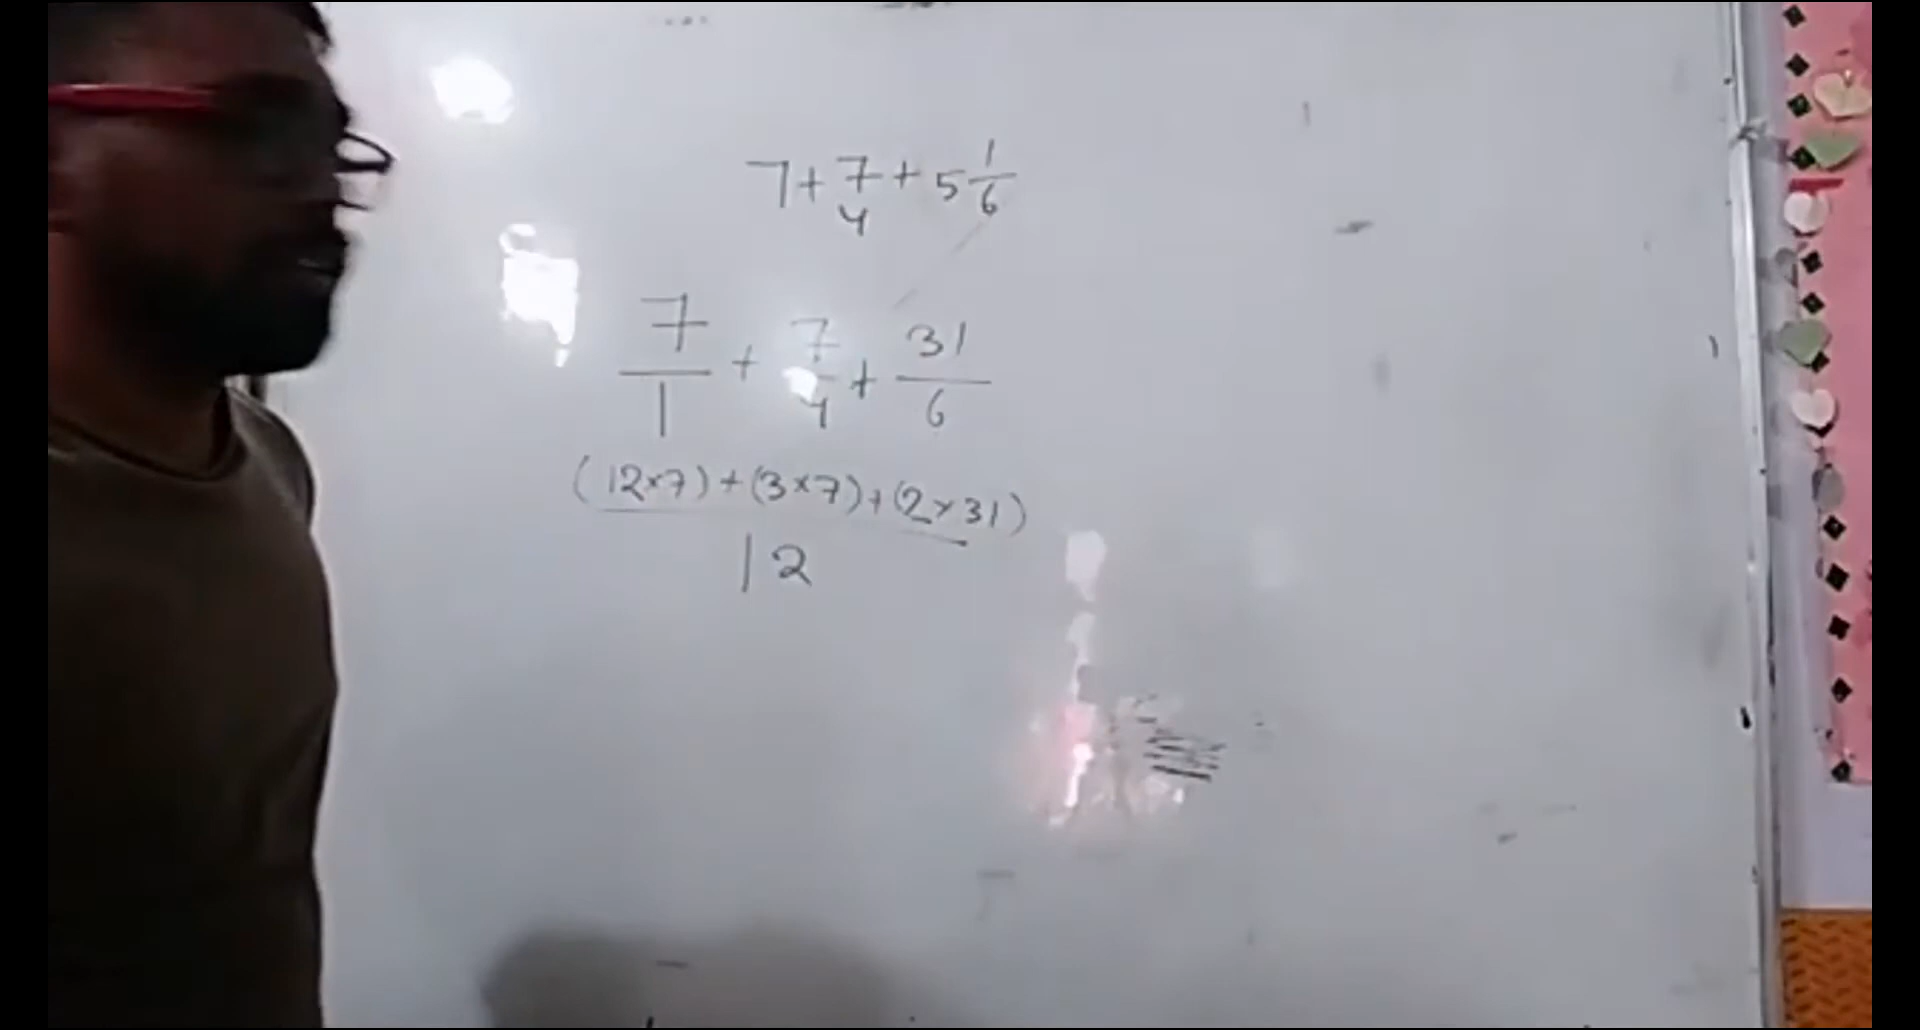 7 + 7/4 + 5 1/6
7/1 + 7/4 + 31/6
(12×7) + (3×7) + (2×31)
12